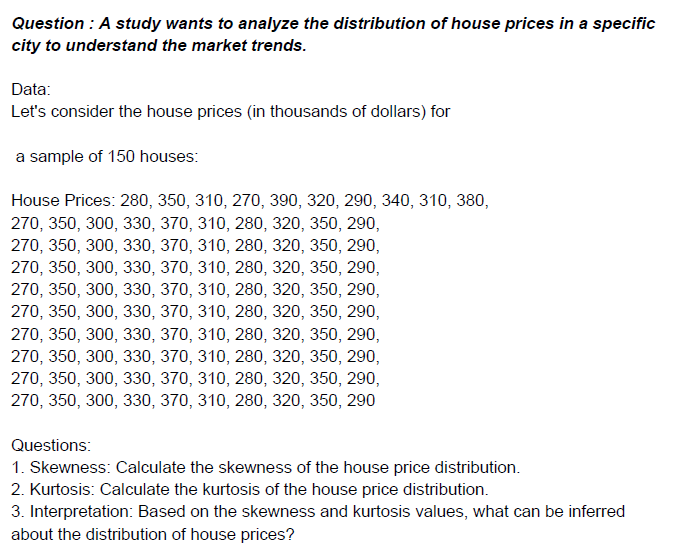 Question : A study wants to analyze the distribution of house prices in a specific
city to understand the market trends.
Data:
Let's consider the house prices (in thousands of dollars) for
a sample of 150 houses:
House Prices: 280, 350, 310, 270, 390, 320, 290, 340, 310, 380,
270, 350, 300, 330, 370, 310, 280, 320, 350, 290,
270, 350, 300, 330, 370, 310, 280, 320, 350, 290,
270, 350, 300, 330, 370, 310, 280, 320, 350, 290,
270, 350, 300, 330, 370, 310, 280, 320, 350, 290,
270, 350, 300, 330, 370, 310, 280, 320, 350, 290,
270, 350, 300, 330, 370, 310, 280, 320, 350, 290,
270, 350, 300, 330, 370, 310, 280, 320, 350, 290,
270, 350, 300, 330, 370, 310, 280, 320, 350, 290,
270, 350, 300, 330, 370, 310, 280, 320, 350, 290
Questions:
1. Skewness: Calculate the skewness of the house price distribution.
2. Kurtosis: Calculate the kurtosis of the house price distribution.
3. Interpretation: Based on the skewness and kurtosis values, what can be inferred
about the distribution of house prices?